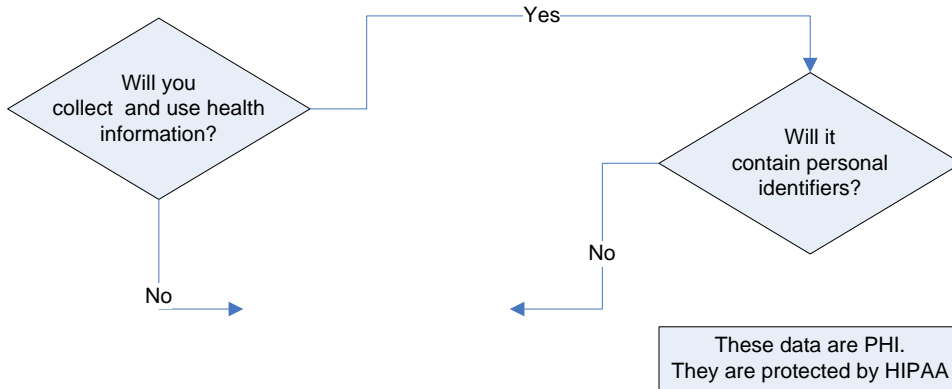 Yes
Will you
collect and use health
information?
Will it
contain personal
identifiers?
No
No
These data are PHI.
They are protected by HIPAA